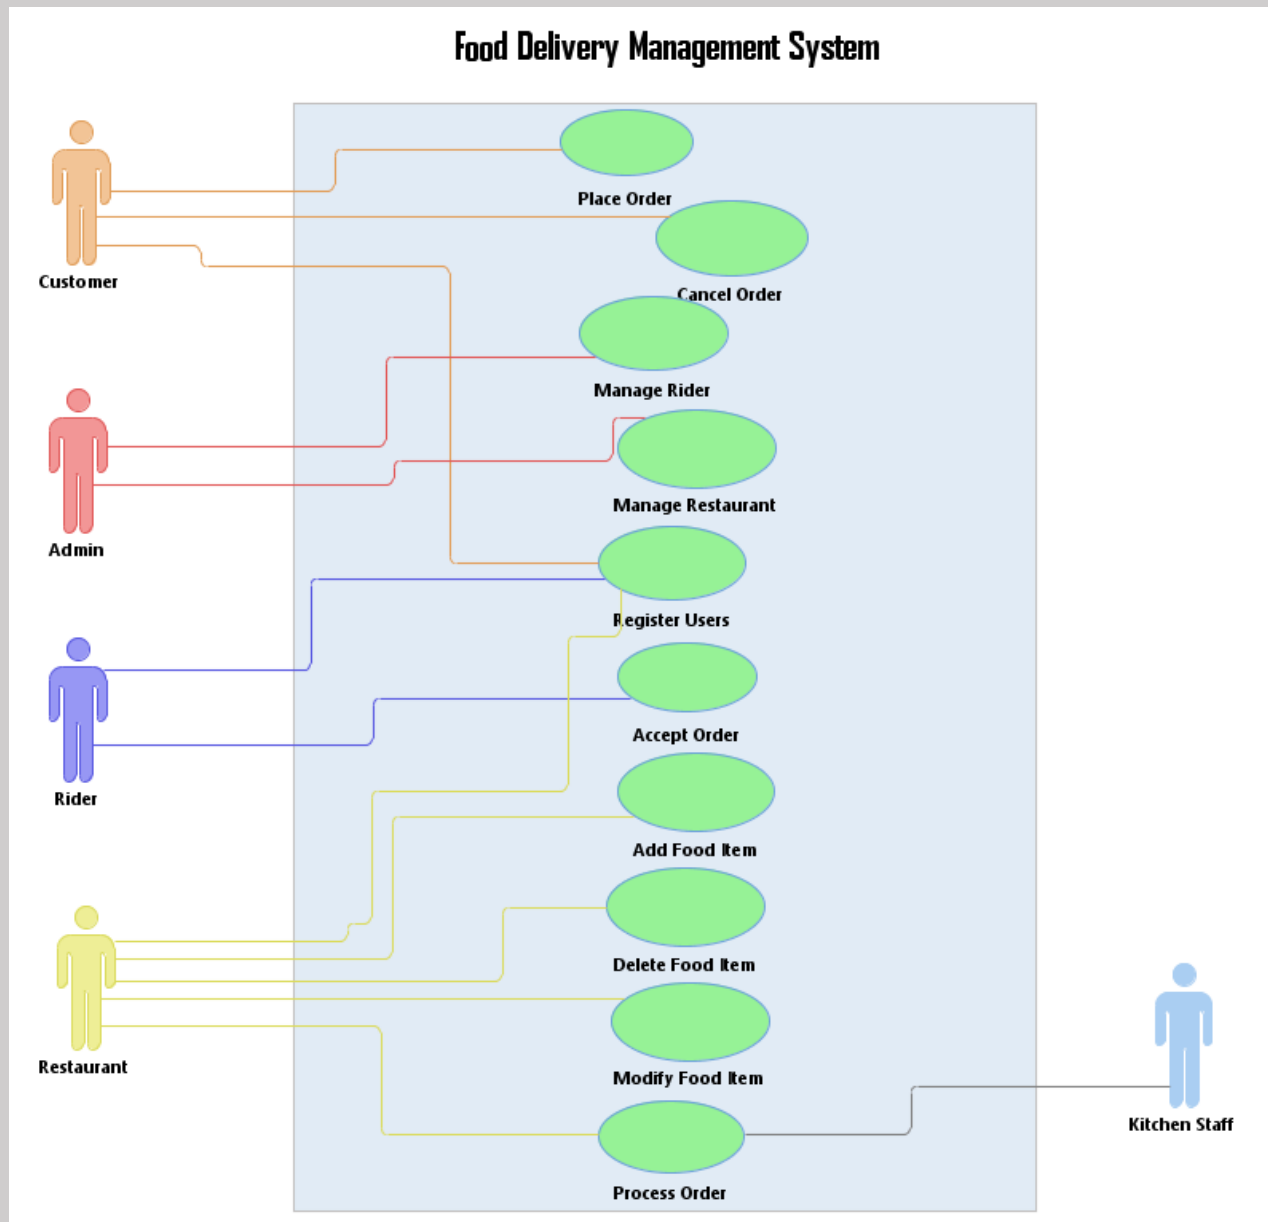 Food Delivery Management System
Place Order
Customer
Cancel Order
Manage Rider
Manage Restaurant
Admin
Register Users
Accept Order
Rider
Add Food Item
Delete Food Item
Restaurant
Modify Food Item
Kitchen Staff
Process Order